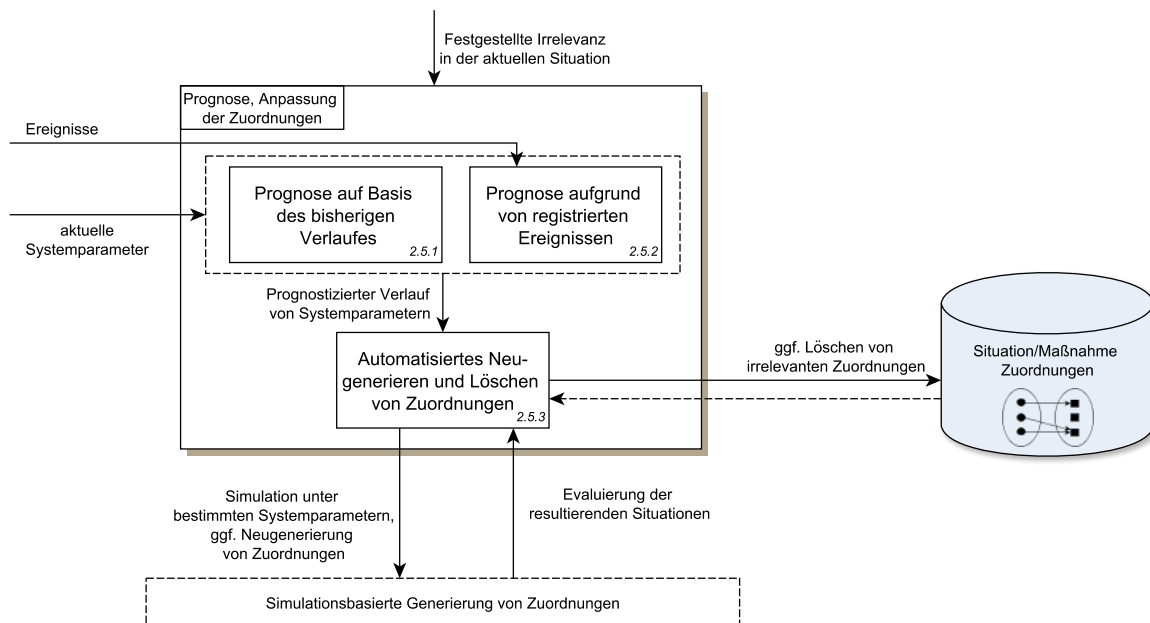 Festgestellte Irrelevanz
in der aktuellen Situation
Prognose, Anpassung
der Zuordnungen
Ereignisse
Prognose auf Basis
des bisherigen
Verlaufes
2.5.1
Prognose aufgrund
von registrierten
Ereignissen
2.5.2
aktuelle
Systemparameter
Prognostizierter Verlauf
von Systemparametern
Automatisiertes Neu-
generieren und Löschen
von Zuordnungen
2.5.3
ggf. Löschen von
irrelevanten Zuordnungen
Situation/Maßnahme
Zuordnungen
Simulation unter
bestimmten Systemparametern,
ggf. Neugenerierung
von Zuordnungen
Evaluierung der
resultierenden Situationen
Simulationsbasierte Generierung von Zuordnungen